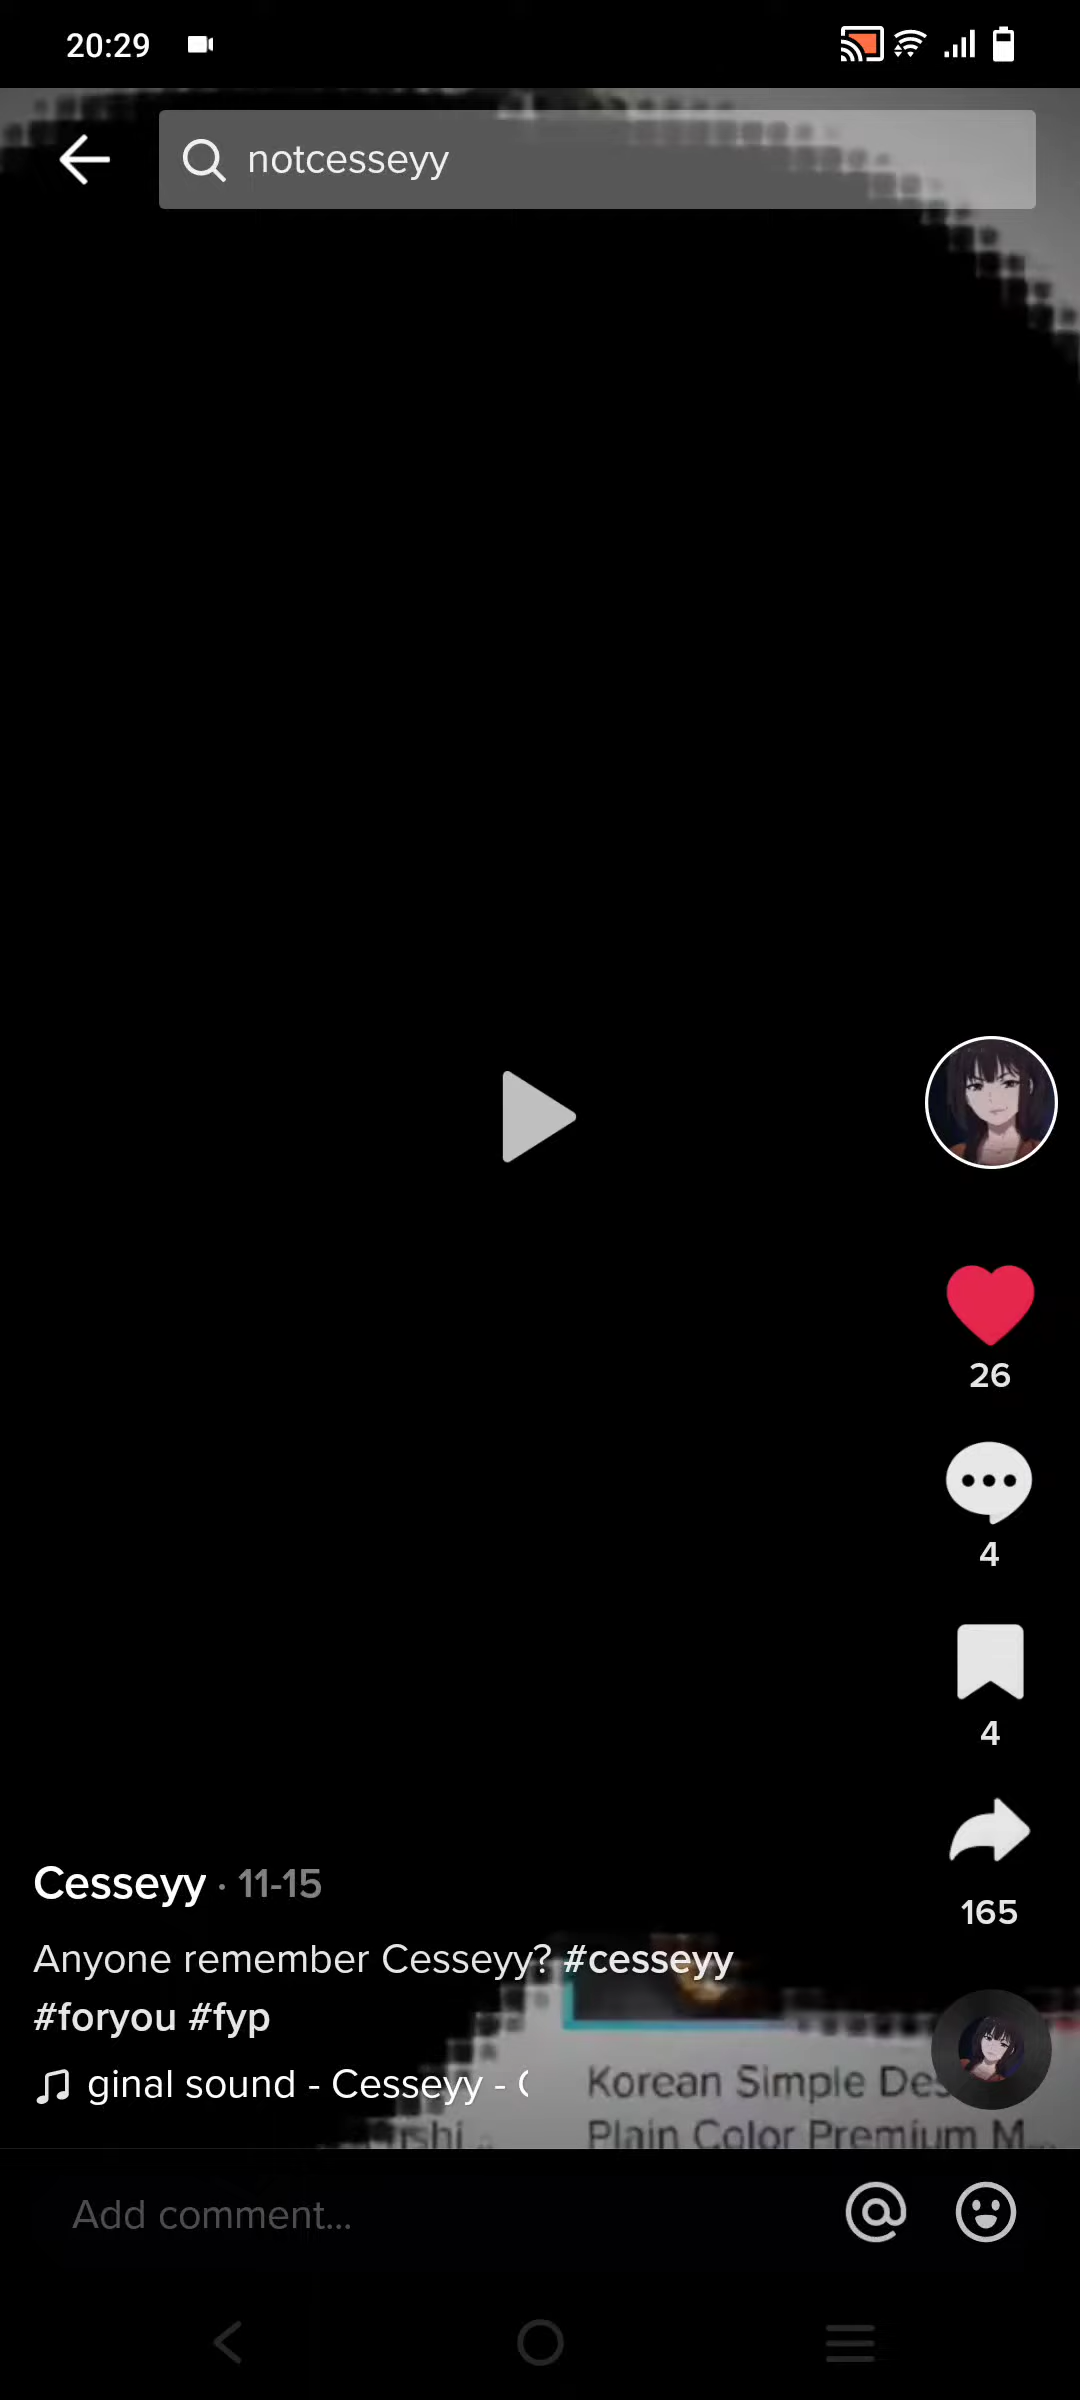 20:29
notcesseyy
26
4
4
165
Cesseyy · 11-15
Anyone remember Cesseyy? #cesseyy
#foryou #fyp
ginal sound - Cesseyy -
Korean Simple Des
Plain Color Premium M...
Add comment...